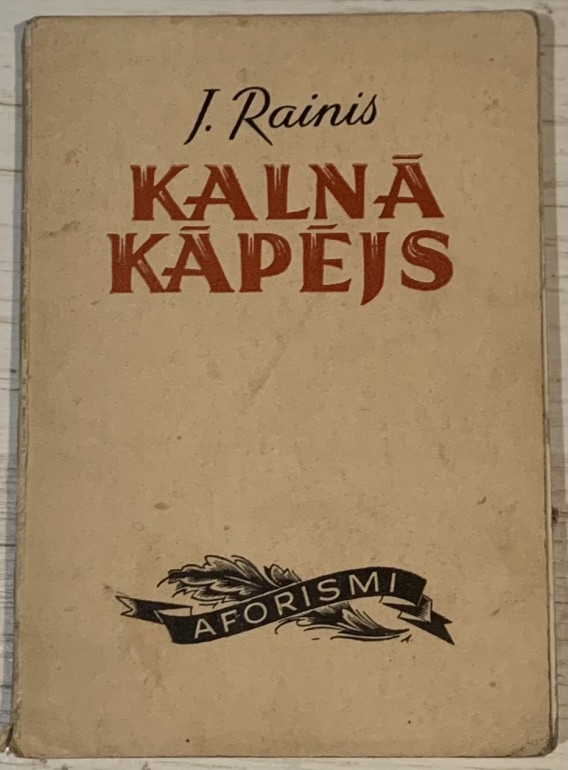 J. Rainis
KALNĀ
KĀPĒJS
AFORISMI